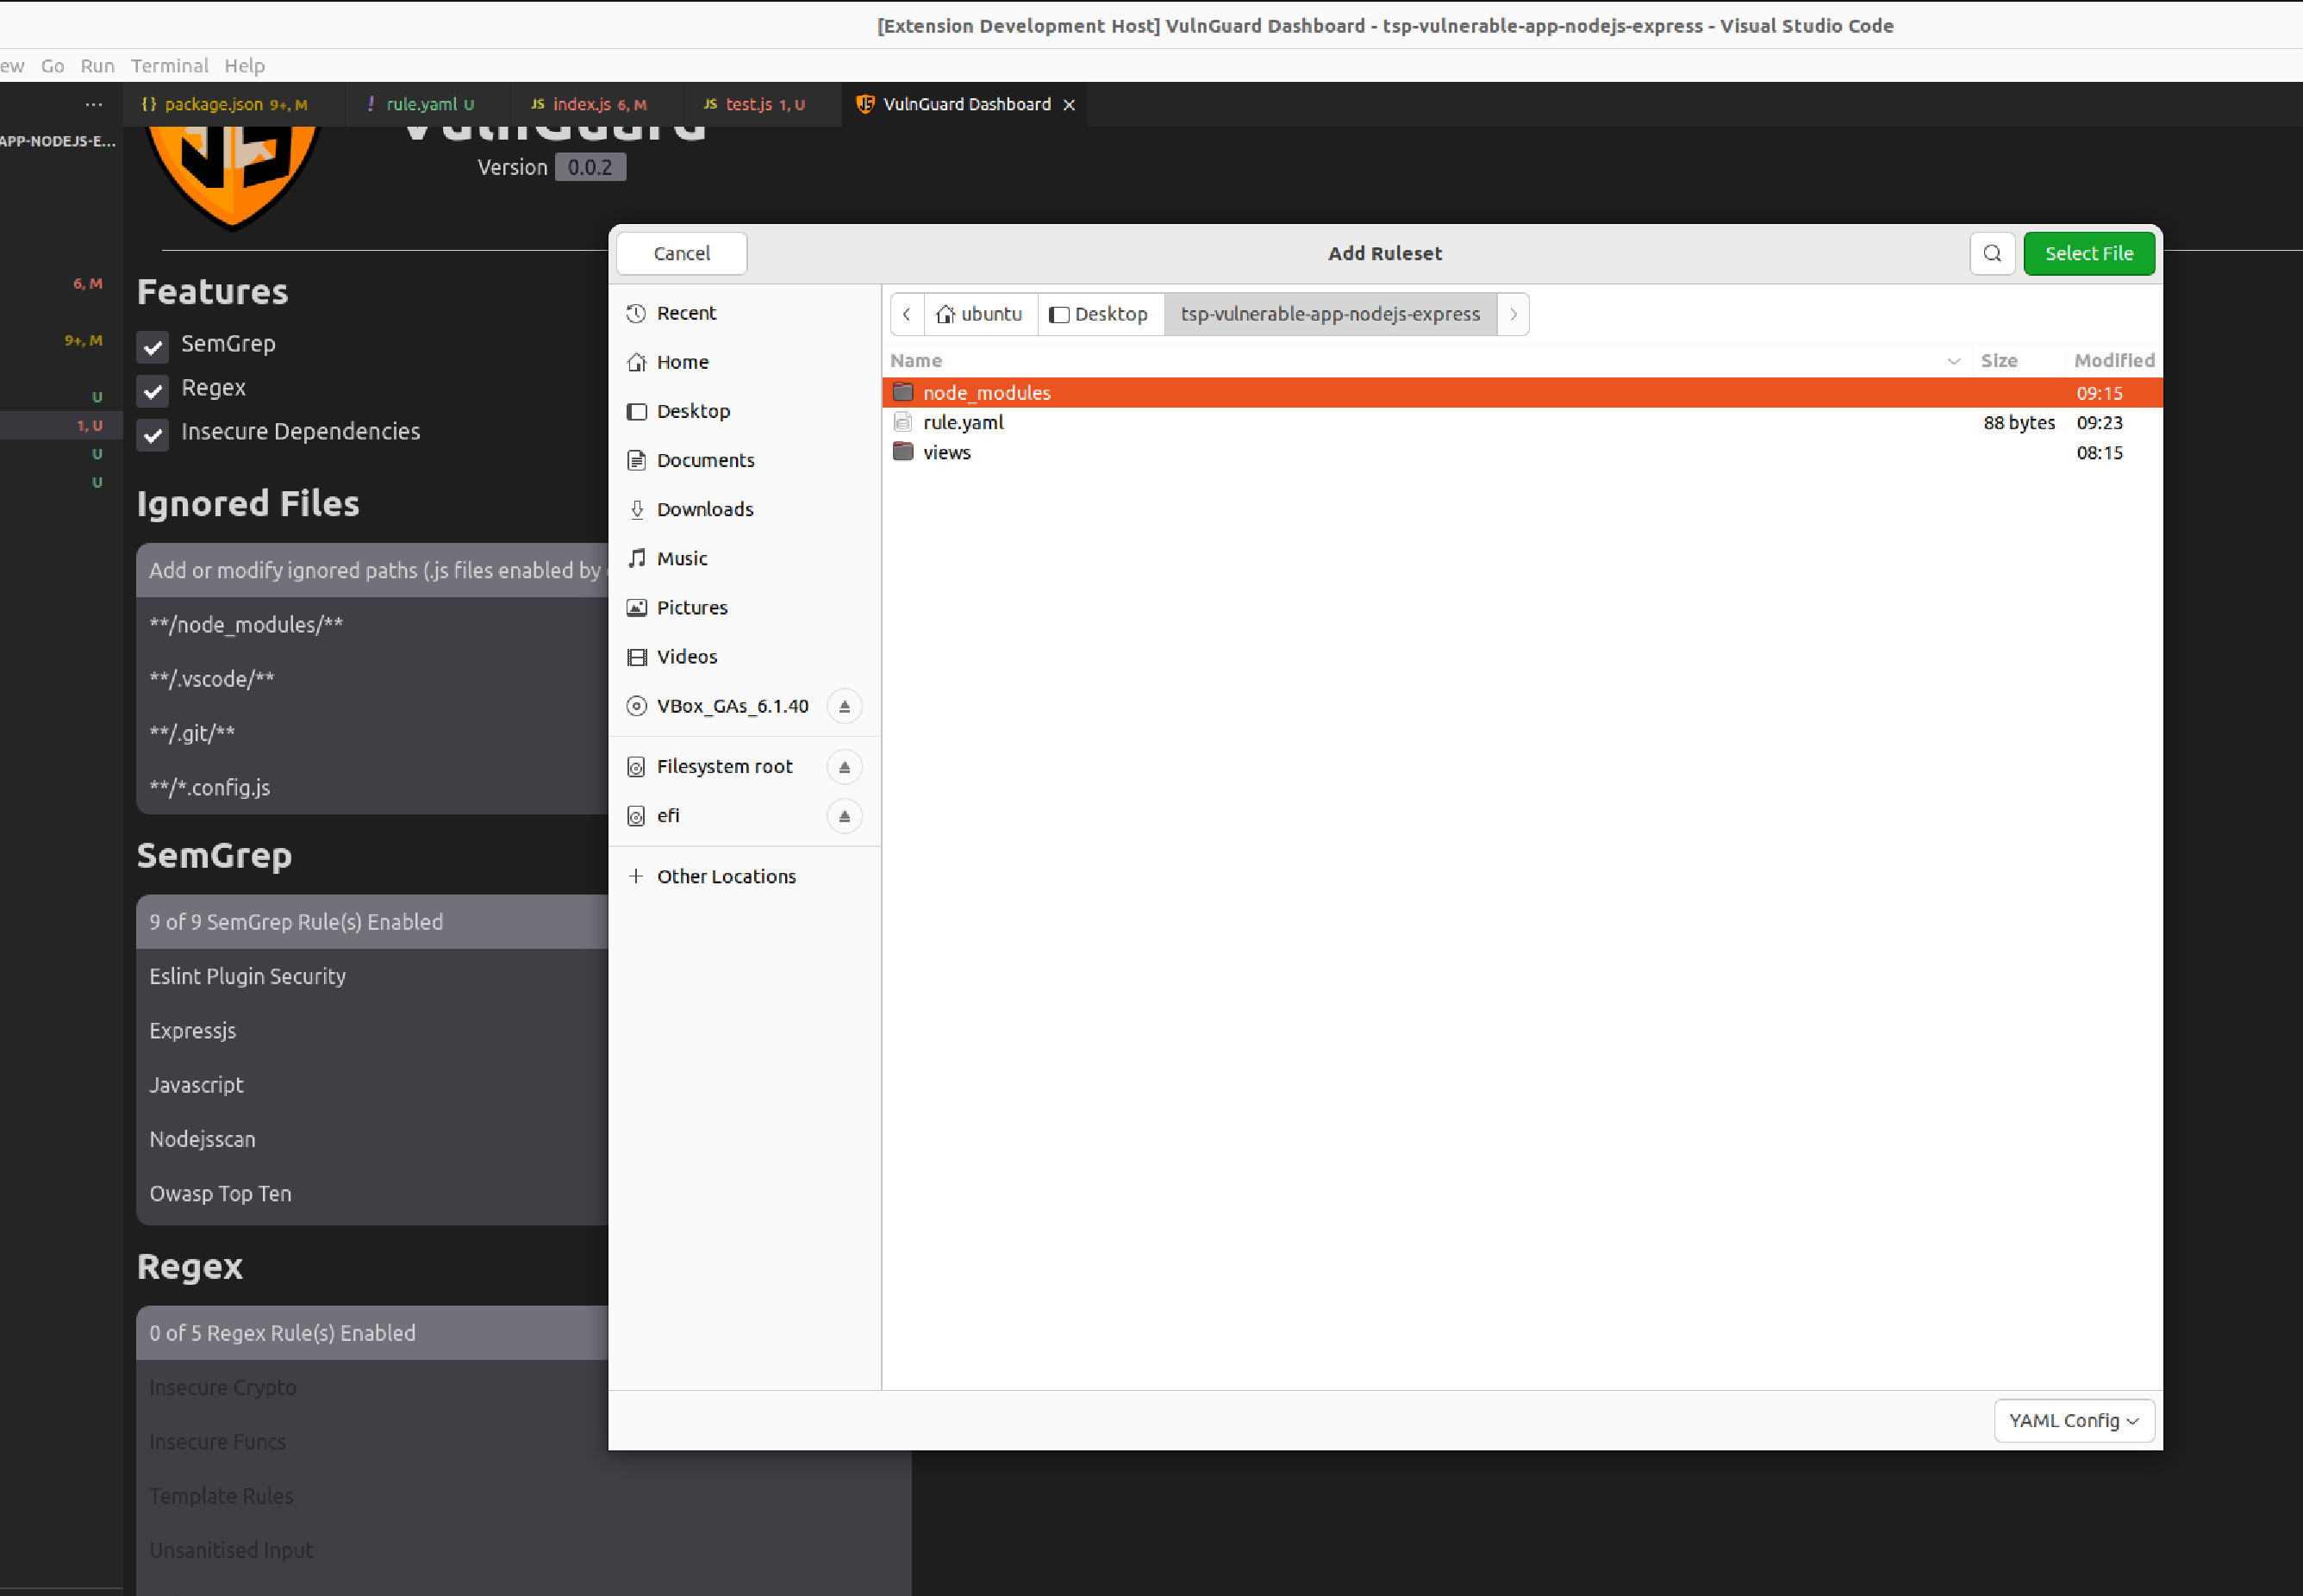 [Extension Development Host] VulnGuard Dashboard - tsp-vulnerable-app-nodejs-express - Visual Studio Code
ew Go Run Terminal Help
... {} package.json 9+, M ! rule.yaml U JS index.js 6, M JS test.js 1, U VulnGuard Dashboard ×
APP-NODEJS-E...
VulnGuard
Version 0.0.2
Cancel Add Ruleset Select File
6, M
9+, M
U
1, U
U
U
Features
SemGrep
Regex
Insecure Dependencies
Ignored Files
Add or modify ignored paths (.js files enabled by
**/node_modules/**
**/.vscode/**
**/.git/**
**/*.config.js
SemGrep
9 of 9 SemGrep Rule(s) Enabled
Eslint Plugin Security
Expressjs
Javascript
Nodejsscan
Owasp Top Ten
Regex
0 of 5 Regex Rule(s) Enabled
Insecure Crypto
Insecure Funcs
Template Rules
Unsanitised Input
Recent
Home
Desktop
Documents
Downloads
Music
Pictures
Videos
VBox_GAs_6.1.40
Filesystem root
efi
+ Other Locations
ubuntu Desktop tsp-vulnerable-app-nodejs-express
Name Size Modified
node_modules 09:15
rule.yaml 88 bytes 09:23
views 08:15
YAML Config